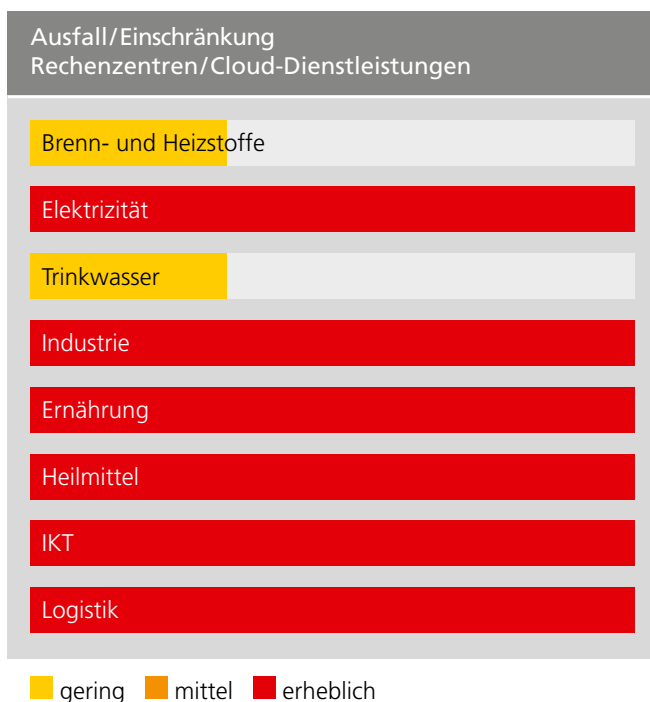 Ausfall/Einschränkung
Rechenzentren/Cloud-Dienstleistungen
Brenn- und Heizstoffe
Elektrizität
Trinkwasser
Industrie
Ernährung
Heilmittel
IKT
Logistik
gering mittel erheblich